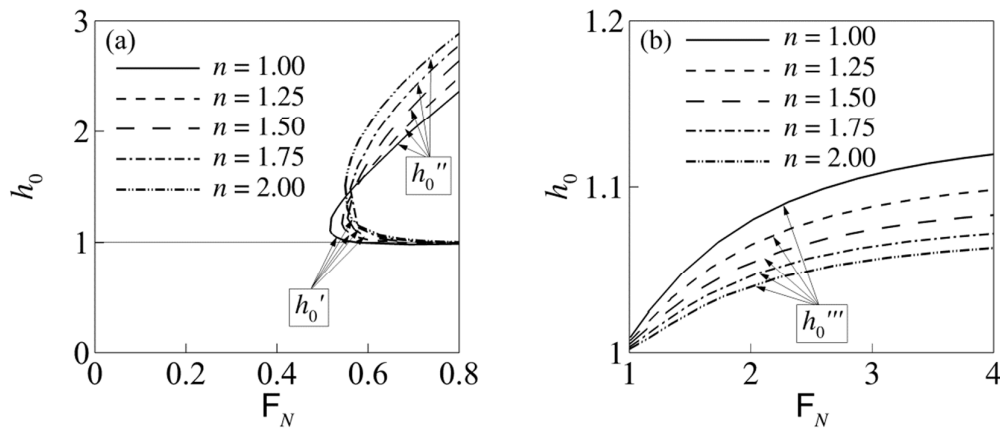 (a)
n = 1.00
n = 1.25
n = 1.50
n = 1.75
n = 2.00
h₀''
h₀'
h₀
3
2
1
0
0 0.2 0.4 0.6 0.8
F_N
(b)
n = 1.00
n = 1.25
n = 1.50
n = 1.75
n = 2.00
h₀'''
h₀
1.2
1.1
1
1 2 3 4
F_N